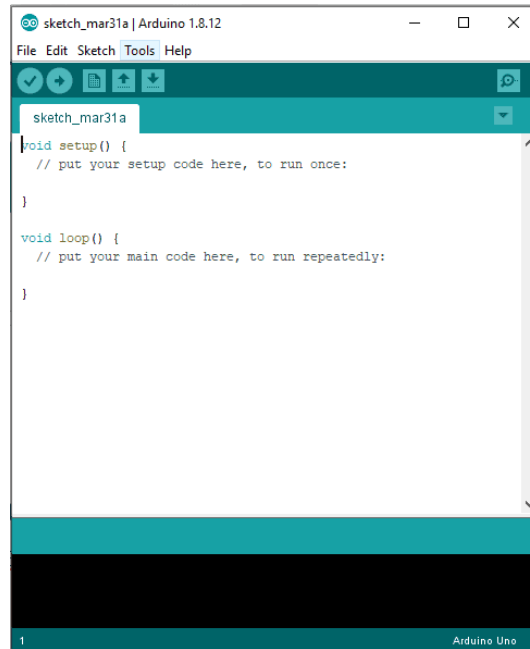 sketch_mar31a | Arduino 1.8.12
File Edit Sketch Tools Help
sketch_mar31a
void setup() {
  // put your setup code here, to run once:
}
void loop() {
  // put your main code here, to run repeatedly:
}
1 Arduino Uno